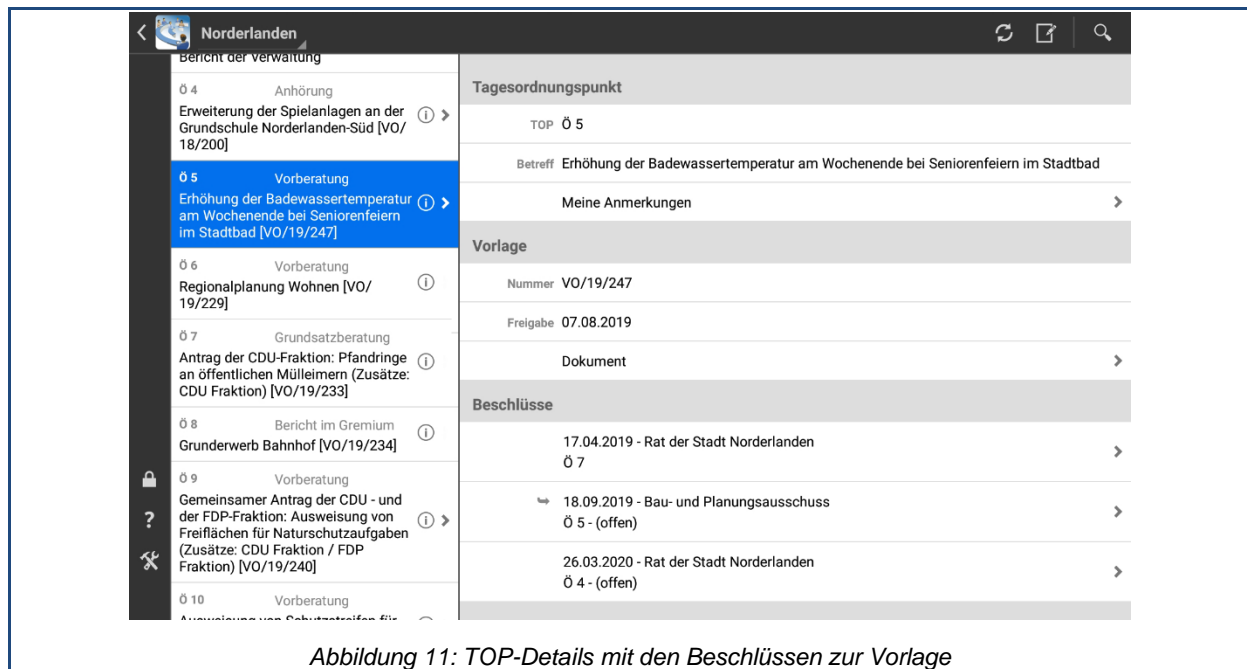 Norderlanden
Bericht der Verwaltung
Ö 4 Anhörung
Erweiterung der Spielanlagen an der
Grundschule Norderlanden-Süd [VO/
18/200]
Ö 5 Vorberatung
Erhöhung der Badewassertemperatur
am Wochenende bei Seniorenfeiern
im Stadtbad [VO/19/247]
Ö 6 Vorberatung
Regionalplanung Wohnen [VO/
19/229]
Ö 7 Grundsatzberatung
Antrag der CDU-Fraktion: Pfandringe
an öffentlichen Mülleimern (Zusätze:
CDU Fraktion) [VO/19/233]
Ö 8 Bericht im Gremium
Grunderwerb Bahnhof [VO/19/234]
Ö 9 Vorberatung
Gemeinsamer Antrag der CDU - und
der FDP-Fraktion: Ausweisung von
Freiflächen für Naturschutzaufgaben
(Zusätze: CDU Fraktion / FDP
Fraktion) [VO/19/240]
Ö 10 Vorberatung
Ausweisung von Schutzstreifen für
Tagesordnungspunkt
TOP Ö 5
Betreff Erhöhung der Badewassertemperatur am Wochenende bei Seniorenfeiern im Stadtbad
Meine Anmerkungen
Vorlage
Nummer VO/19/247
Freigabe 07.08.2019
Dokument
Beschlüsse
17.04.2019 - Rat der Stadt Norderlanden
Ö 7
18.09.2019 - Bau- und Planungsausschuss
Ö 5 - (offen)
26.03.2020 - Rat der Stadt Norderlanden
Ö 4 - (offen)
Abbildung 11: TOP-Details mit den Beschlüssen zur Vorlage